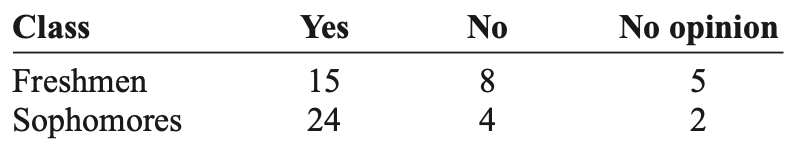 Class Yes No No opinion
Freshmen 15 8 5
Sophomores 24 4 2